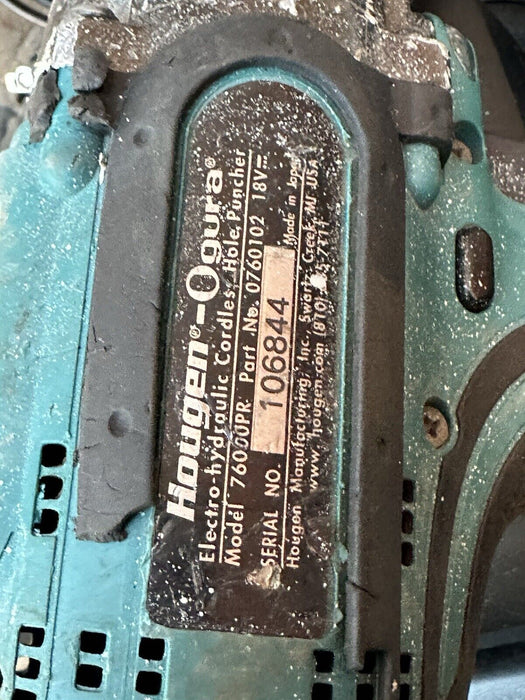 Hougen®-Ogura®
Electro-hydraulic Cordless Hole Puncher
Model 76000PR Part No. 0760102 18V⎓
SERIAL NO. 106844 Made in Japan
Hougen Manufacturing, Inc. Swartz Creek, MI USA
www.hougen.com (810)